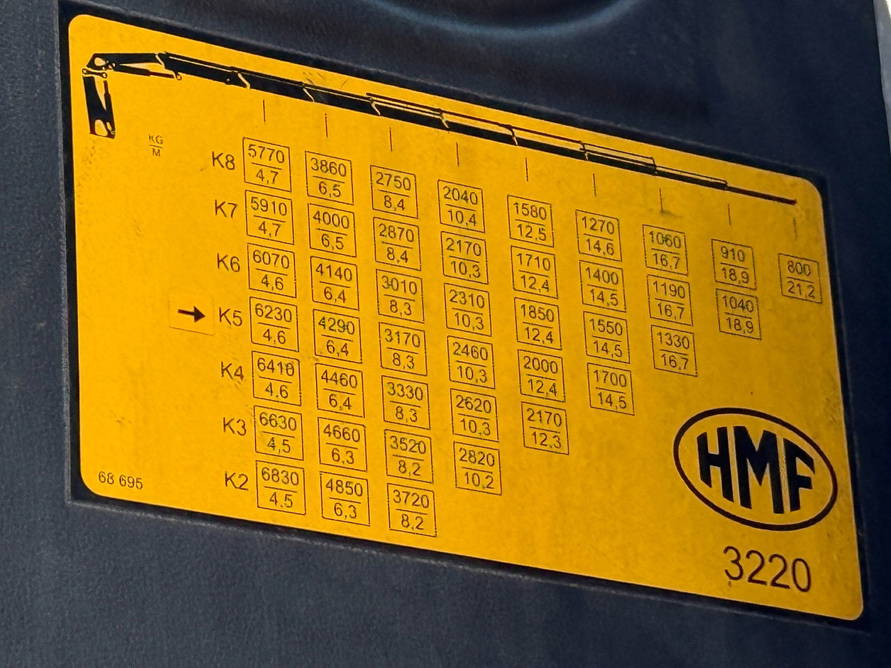 KG
M
K8 5770 3860 2750 2040 1580 1270 1060 910 800
4,7 6,5 8,4 10,4 12,5 14,6 16,7 18,9 21,2
K7 5910 4000 2870 2170 1710 1400 1190 1040
4,7 6,5 8,4 10,3 12,4 14,5 16,7 18,9
K6 6070 4140 3010 2310 1850 1550 1330
4,6 6,4 8,3 10,3 12,4 14,5 16,7
→ K5 6230 4290 3170 2460 2000 1700
4,6 6,4 8,3 10,3 12,4 14,5
K4 6410 4460 3330 2620 2170
4,6 6,4 8,3 10,3 12,3
K3 6630 4660 3520 2820
4,5 6,3 8,2 10,2
K2 6830 4850 3720
4,5 6,3 8,2
68 695
HMF
3220